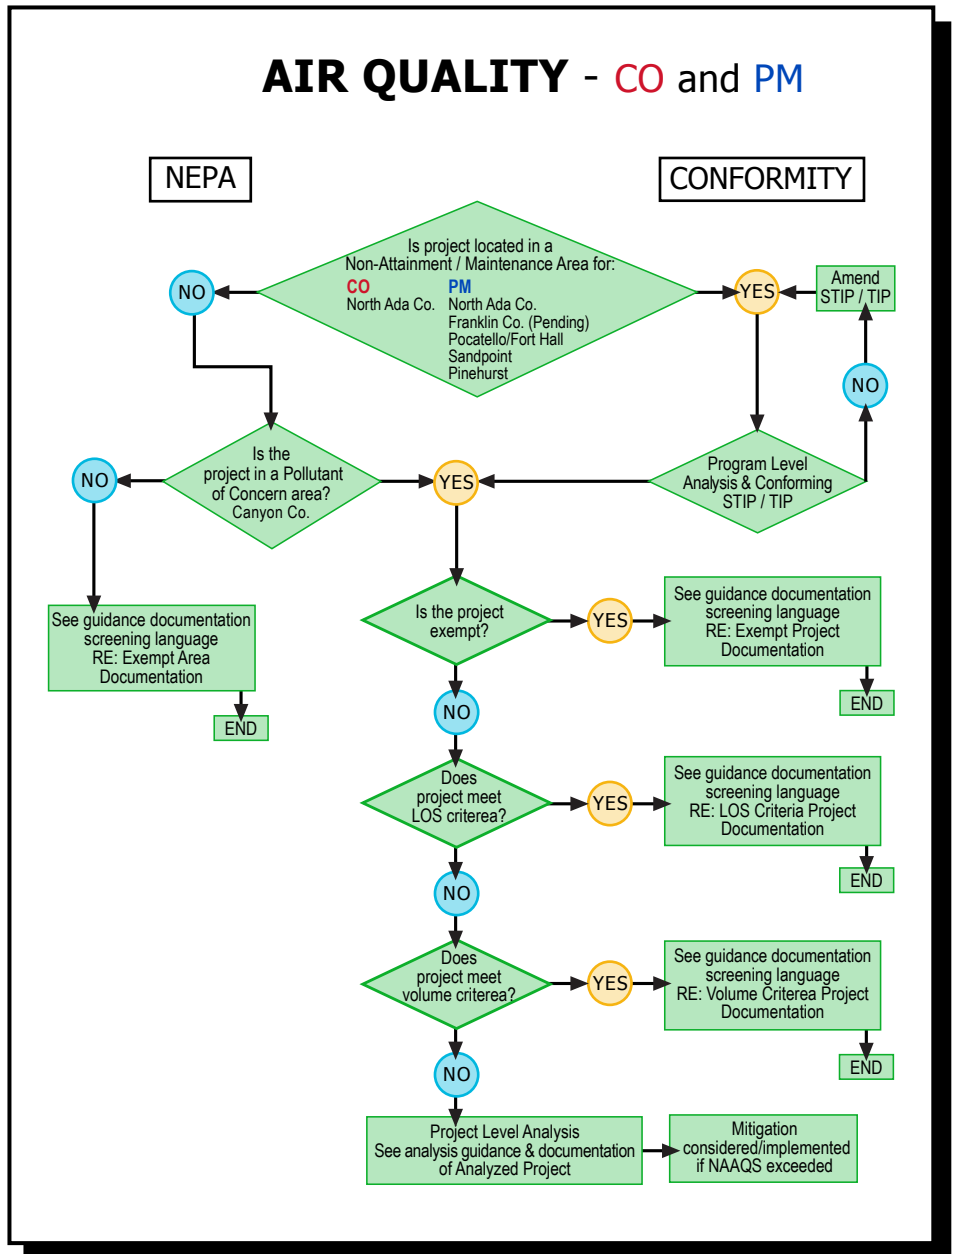 AIR QUALITY - CO and PM
NEPA
CONFORMITY
Is project located in a
Non-Attainment / Maintenance Area for:
CO
North Ada Co.
PM
North Ada Co.
Franklin Co. (Pending)
Pocatello/Fort Hall
Sandpoint
Pinehurst
NO
YES
Amend
STIP / TIP
NO
Is the
project in a Pollutant
of Concern area?
Canyon Co.
NO
YES
Program Level
Analysis & Conforming
STIP / TIP
See guidance documentation
screening language
RE: Exempt Area
Documentation
END
Is the project
exempt?
YES
See guidance documentation
screening language
RE: Exempt Project
Documentation
END
NO
Does
project meet
LOS criterea?
YES
See guidance documentation
screening language
RE: LOS Criteria Project
Documentation
END
NO
Does
project meet
volume criterea?
YES
See guidance documentation
screening language
RE: Volume Criterea Project
Documentation
END
NO
Project Level Analysis
See analysis guidance & documentation
of Analyzed Project
Mitigation
considered/implemented
if NAAQS exceeded